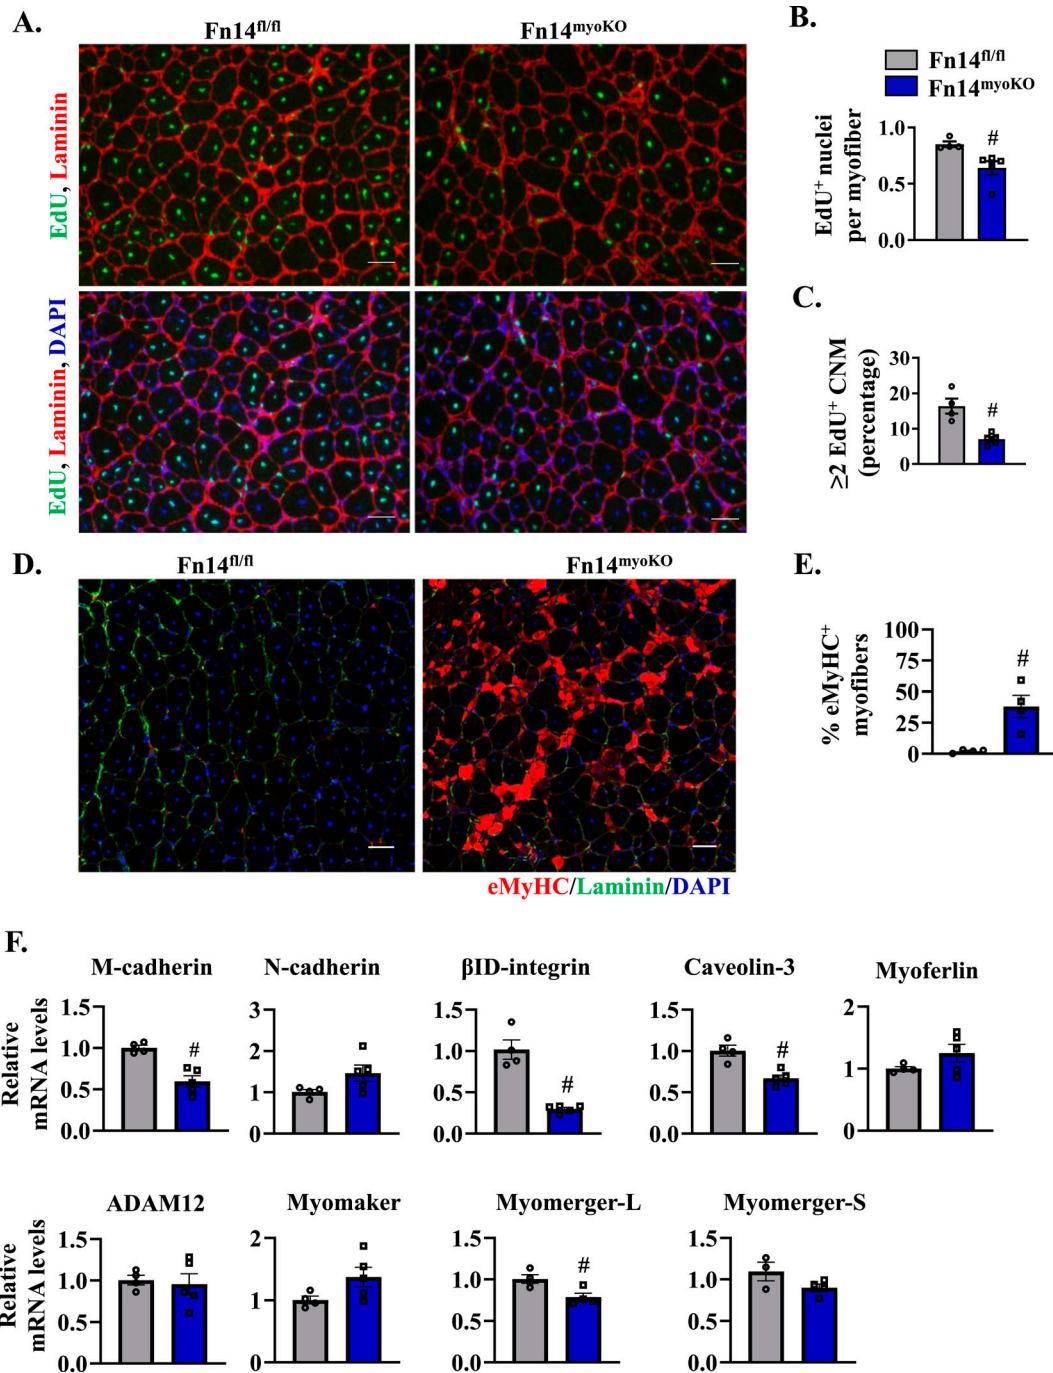 A.
Fn14fl/fl
Fn14myoKO
EdU, Laminin
EdU, Laminin, DAPI
B.
Fn14fl/fl
Fn14myoKO
EdU+ nuclei
per myofiber
1.0
#
0.5
0.0
C.
≥2 EdU+ CNM
(percentage)
30
20
#
10
0
D.
Fn14fl/fl
Fn14myoKO
eMyHC/Laminin/DAPI
E.
% eMyHC+
myofibers
100
75
#
50
25
0
F.
Relative
mRNA levels
M-cadherin
1.5
1.0
#
0.5
0.0
N-cadherin
3
2
1
0
βID-integrin
1.5
1.0
#
0.5
0.0
Caveolin-3
1.5
1.0
#
0.5
0.0
Myoferlin
2
1
0
Relative
mRNA levels
ADAM12
1.5
1.0
0.5
0.0
Myomaker
2
1
0
Myomerger-L
1.5
#
1.0
0.5
0.0
Myomerger-S
1.5
1.0
0.5
0.0